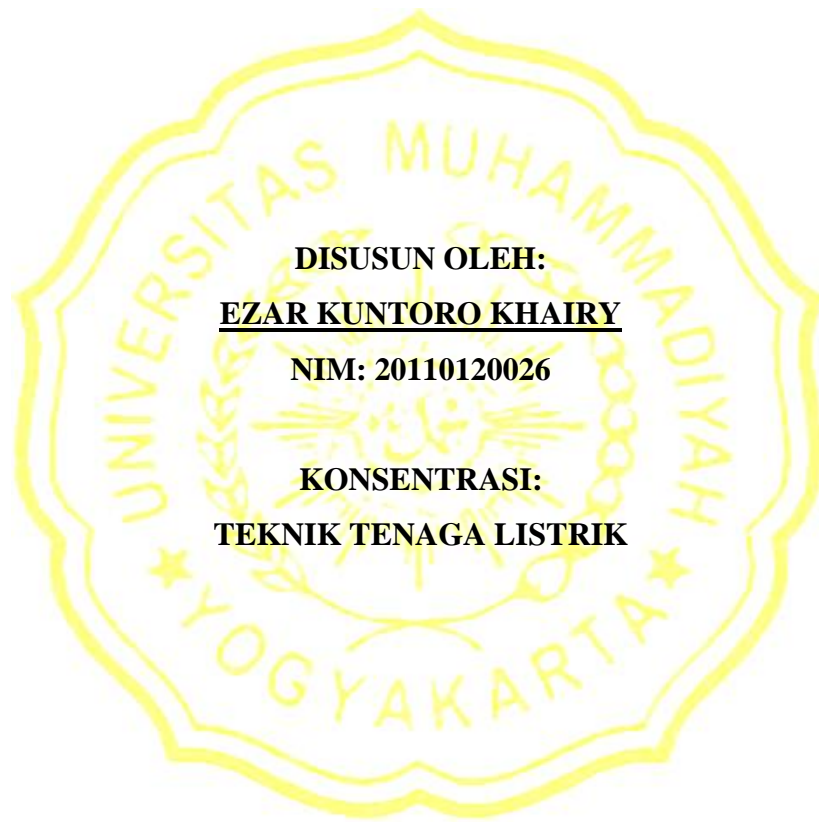 UNIVERSITAS MUHAMMADIYAH
DISUSUN OLEH:
EZAR KUNTORO KHAIRY
NIM: 20110120026
KONSENTRASI:
TEKNIK TENAGA LISTRIK
★ YOGYAKARTA ★